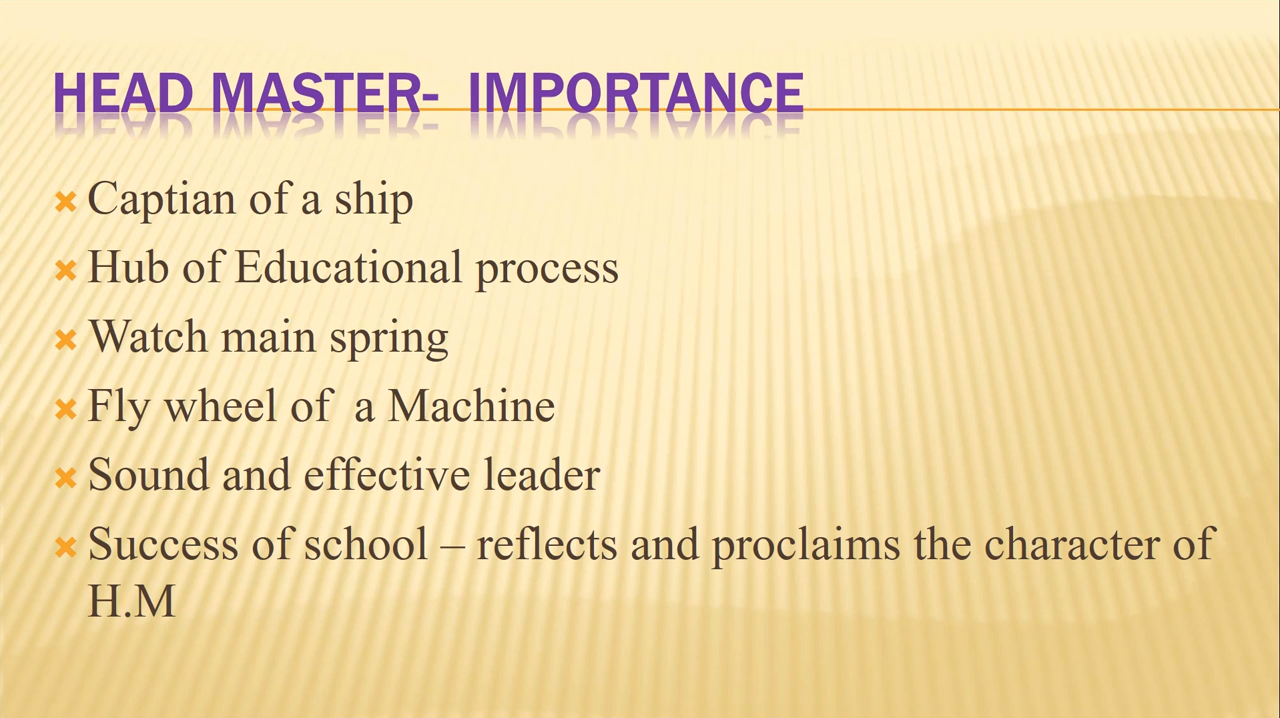 HEAD MASTER-  IMPORTANCE
Captian of a ship
Hub of Educational process
Watch main spring
Fly wheel of  a Machine
Sound and effective leader
Success of school – reflects and proclaims the character of
H.M